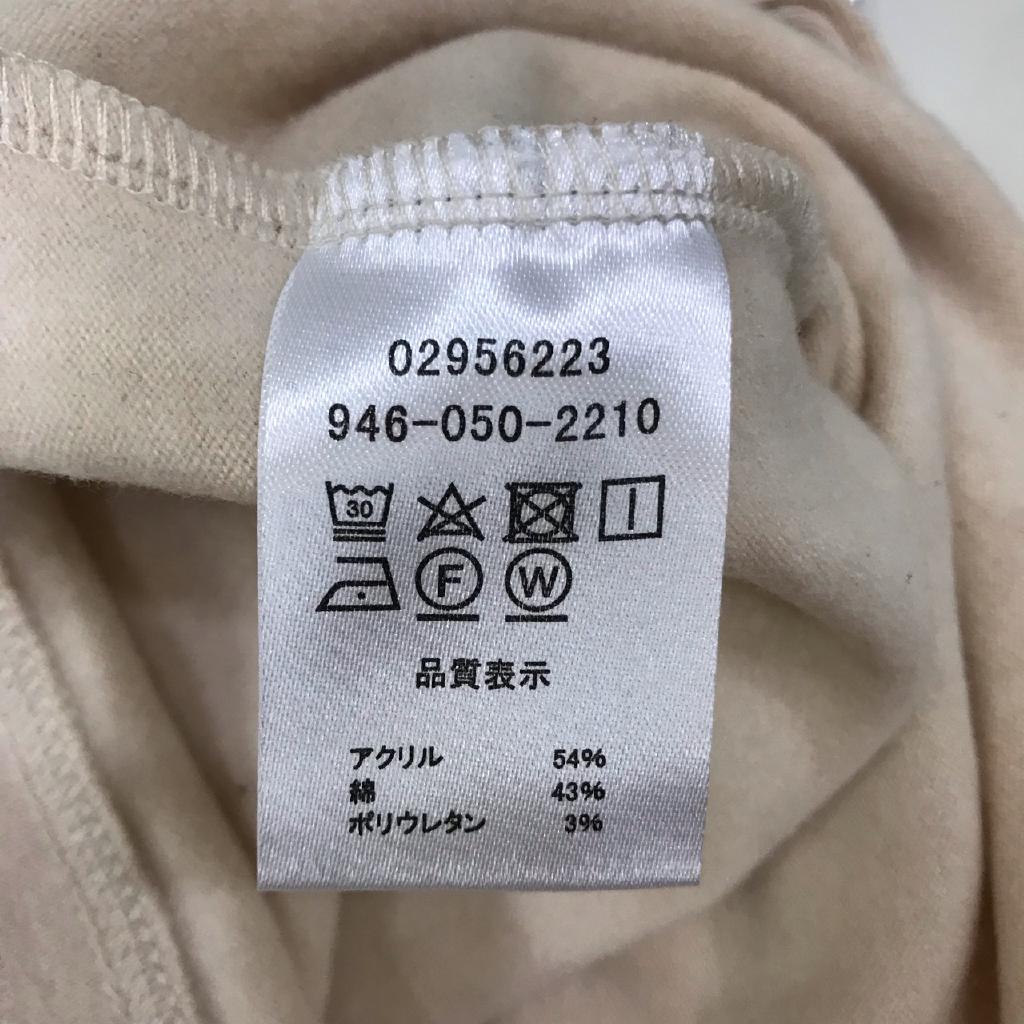 02956223
946-050-2210
30
F W
品質表示
アクリル 54%
綿 43%
ポリウレタン 3%